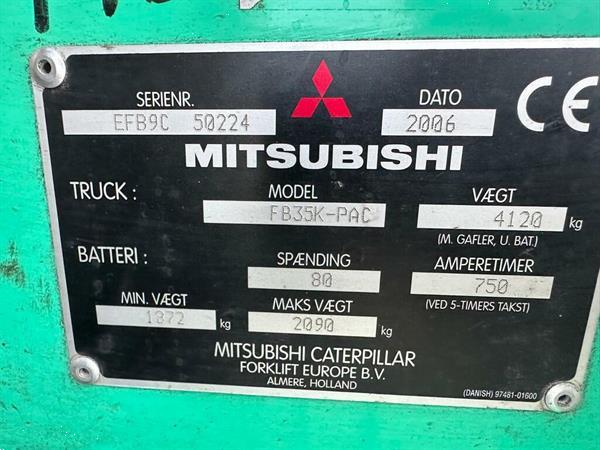 SERIENR.
EFB9C 50224
DATO
2006
CE
MITSUBISHI
TRUCK :
MODEL
FB35K-PAC
VÆGT
4120 kg
(M. GAFLER, U. BAT.)
BATTERI :
SPÆNDING
80
AMPERETIMER
750
(VED 5-TIMERS TAKST)
MIN. VÆGT
1872 kg
MAKS VÆGT
2090 kg
MITSUBISHI CATERPILLAR
FORKLIFT EUROPE B.V.
ALMERE, HOLLAND
(DANISH) 97481-01600